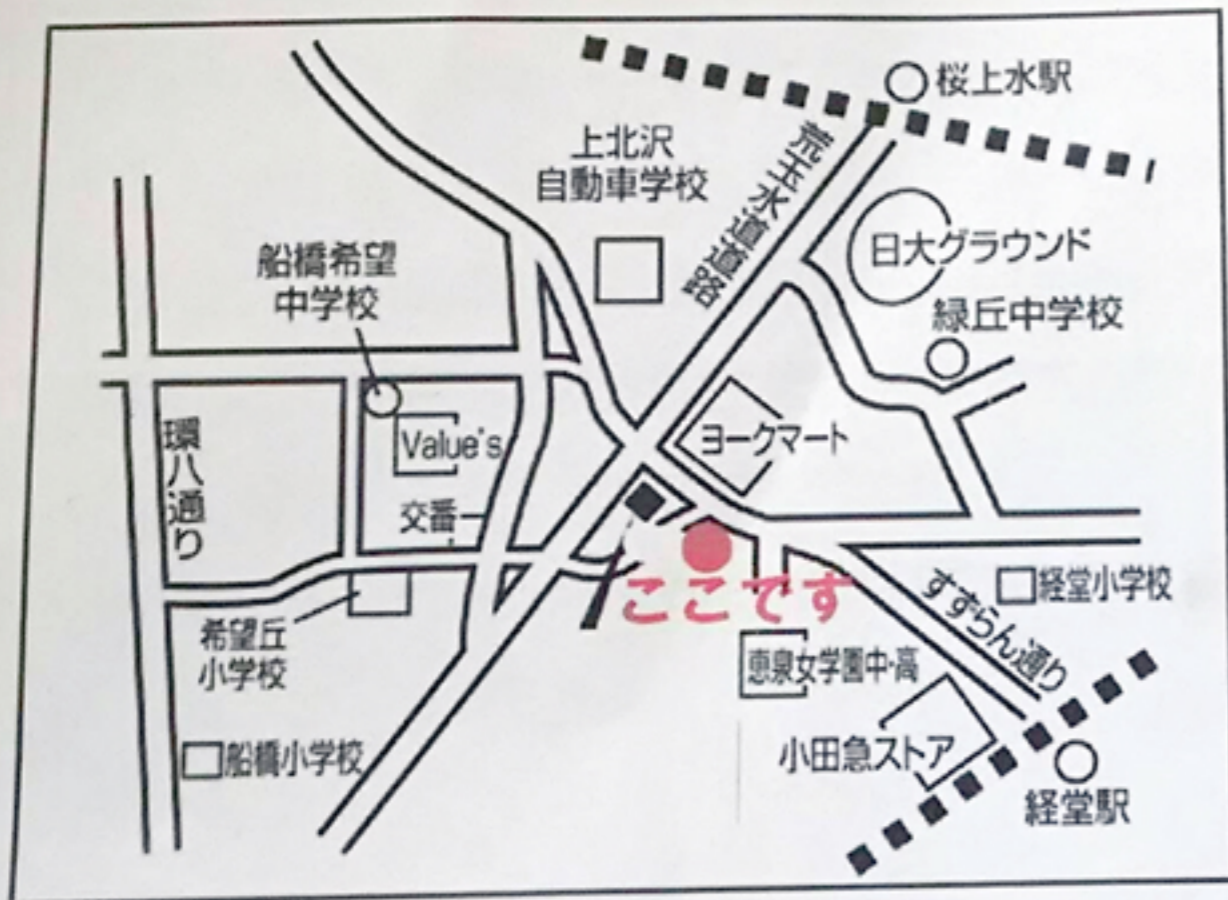 桜上水駅
上北沢
自動車学校
荒玉水道道路
日大グラウンド
船橋希望
中学校
緑丘中学校
環八通り
Value's
ヨークマート
交番
ここです
すずらん通り
経堂小学校
希望丘
小学校
恵泉女学園中・高
船橋小学校
小田急ストア
経堂駅